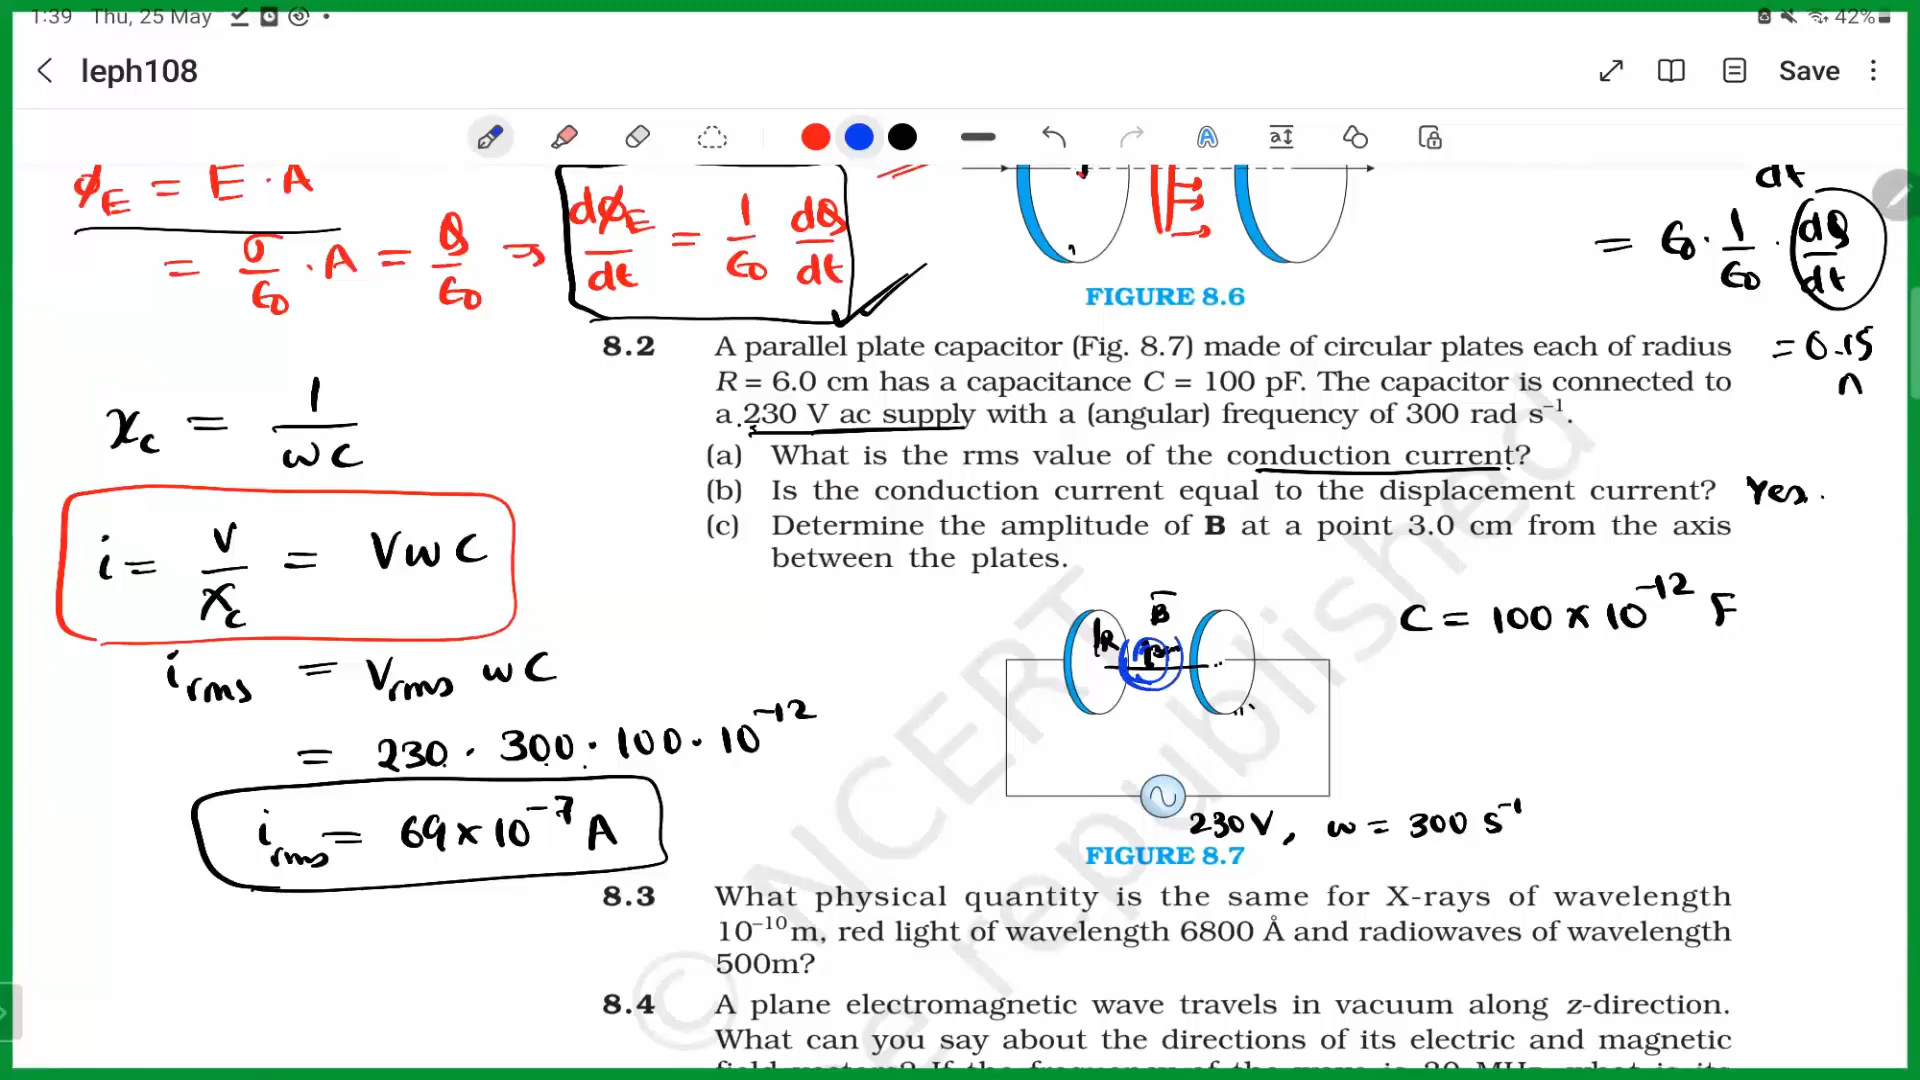 1:39 Thu, 25 May
42%
leph108
Save
ϕE = E · A
= σ/ε0 · A = Q/ε0 ⇒ dϕE/dt = 1/ε0 dQ/dt
dt
= ε0 · 1/ε0 · dQ/dt
= 0.15
FIGURE 8.6
8.2 A parallel plate capacitor (Fig. 8.7) made of circular plates each of radius
R = 6.0 cm has a capacitance C = 100 pF. The capacitor is connected to
a 230 V ac supply with a (angular) frequency of 300 rad s⁻¹.
(a) What is the rms value of the conduction current?
(b) Is the conduction current equal to the displacement current? Yes.
(c) Determine the amplitude of B at a point 3.0 cm from the axis
between the plates.
xc = 1/ωC
i = V/Xc = VωC
irms = Vrms ωC
= 230 · 300 · 100 · 10⁻¹²
irms = 69 × 10⁻⁷ A
C = 100 × 10⁻¹² F
B
R
230V, ω = 300 S⁻¹
FIGURE 8.7
8.3 What physical quantity is the same for X-rays of wavelength
10⁻¹⁰ m, red light of wavelength 6800 Å and radiowaves of wavelength
500m?
8.4 A plane electromagnetic wave travels in vacuum along z-direction.
What can you say about the directions of its electric and magnetic
© NCERT
republished